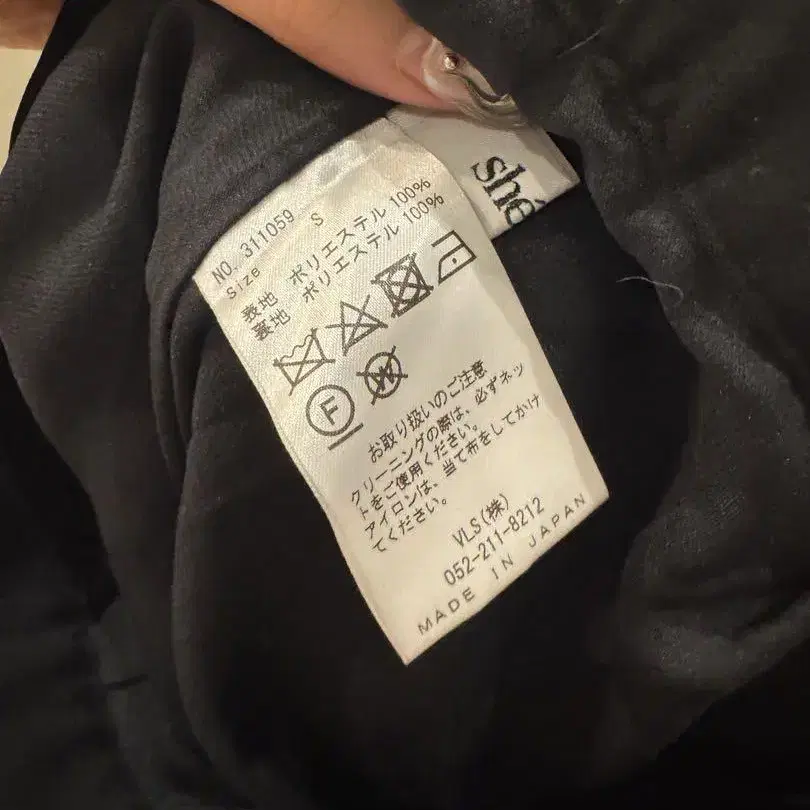 shé
NO. 311059
Size S
表地 ポリエステル 100%
裏地 ポリエステル 100%
F
W
お取り扱いのご注意
クリーニングの際は、必ずネッ
トをご使用ください。
アイロンは、当て布をしてかけ
てください。
VLS(株)
052-211-8212
MADE IN JAPAN